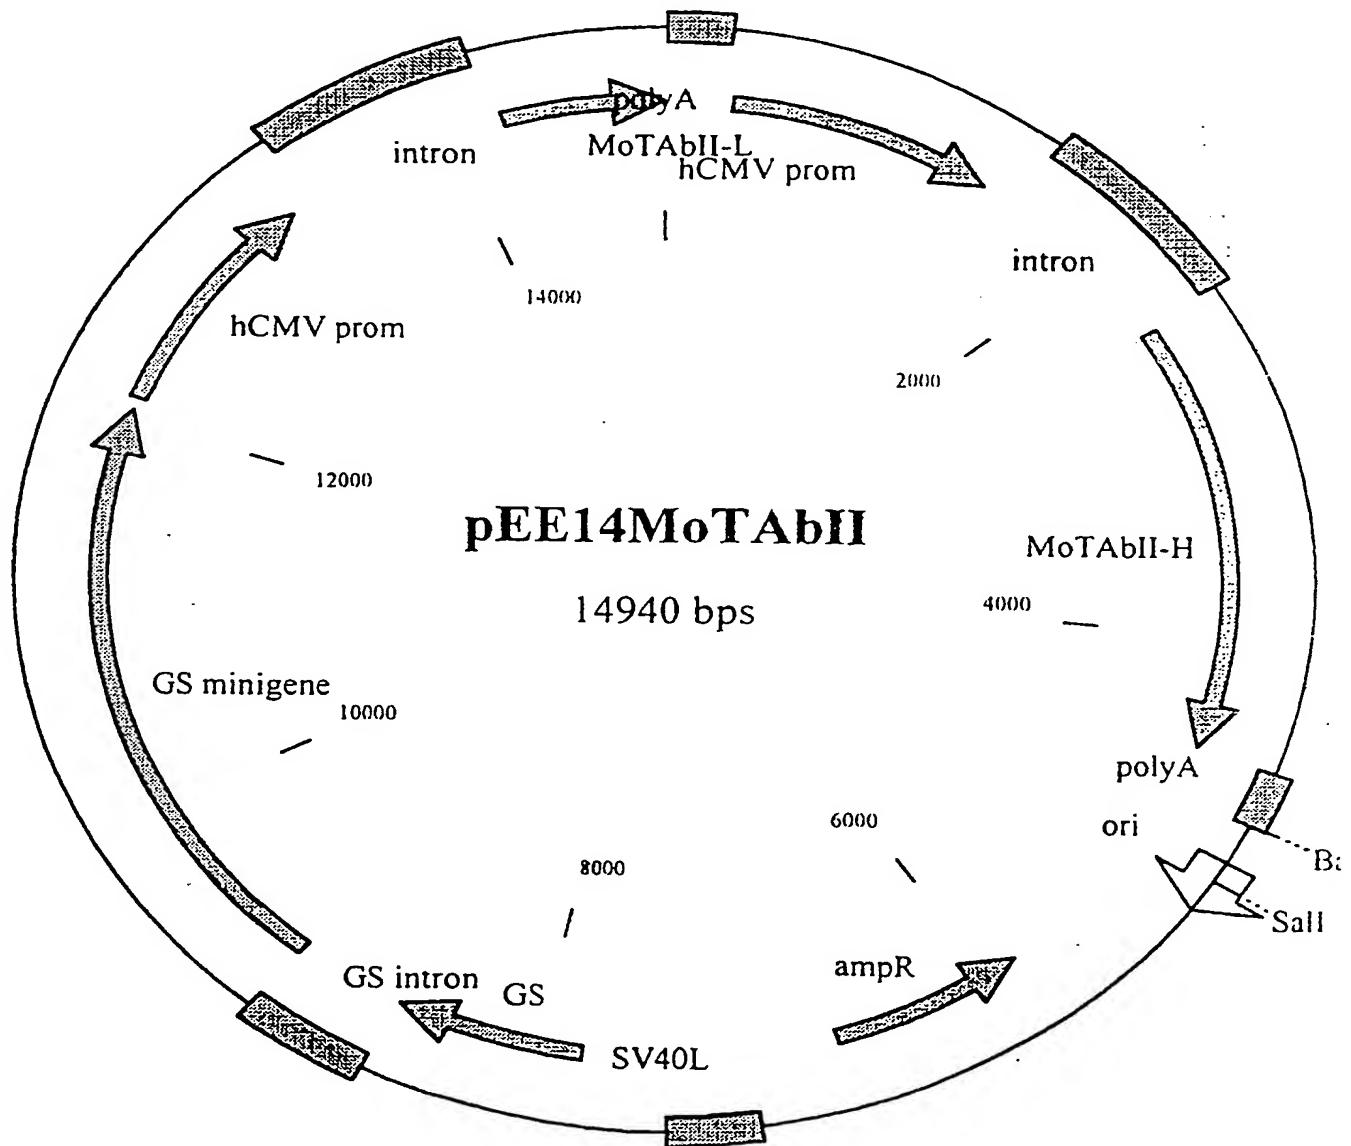 polyA
MoTAbII-L
hCMV prom
intron
intron
14000
hCMV prom
2000
12000
pEE14MoTAbII
14940 bps
MoTAbII-H
4000
GS minigene
10000
polyA
ori
6000
8000
SalI
ampR
GS intron
GS
SV40L